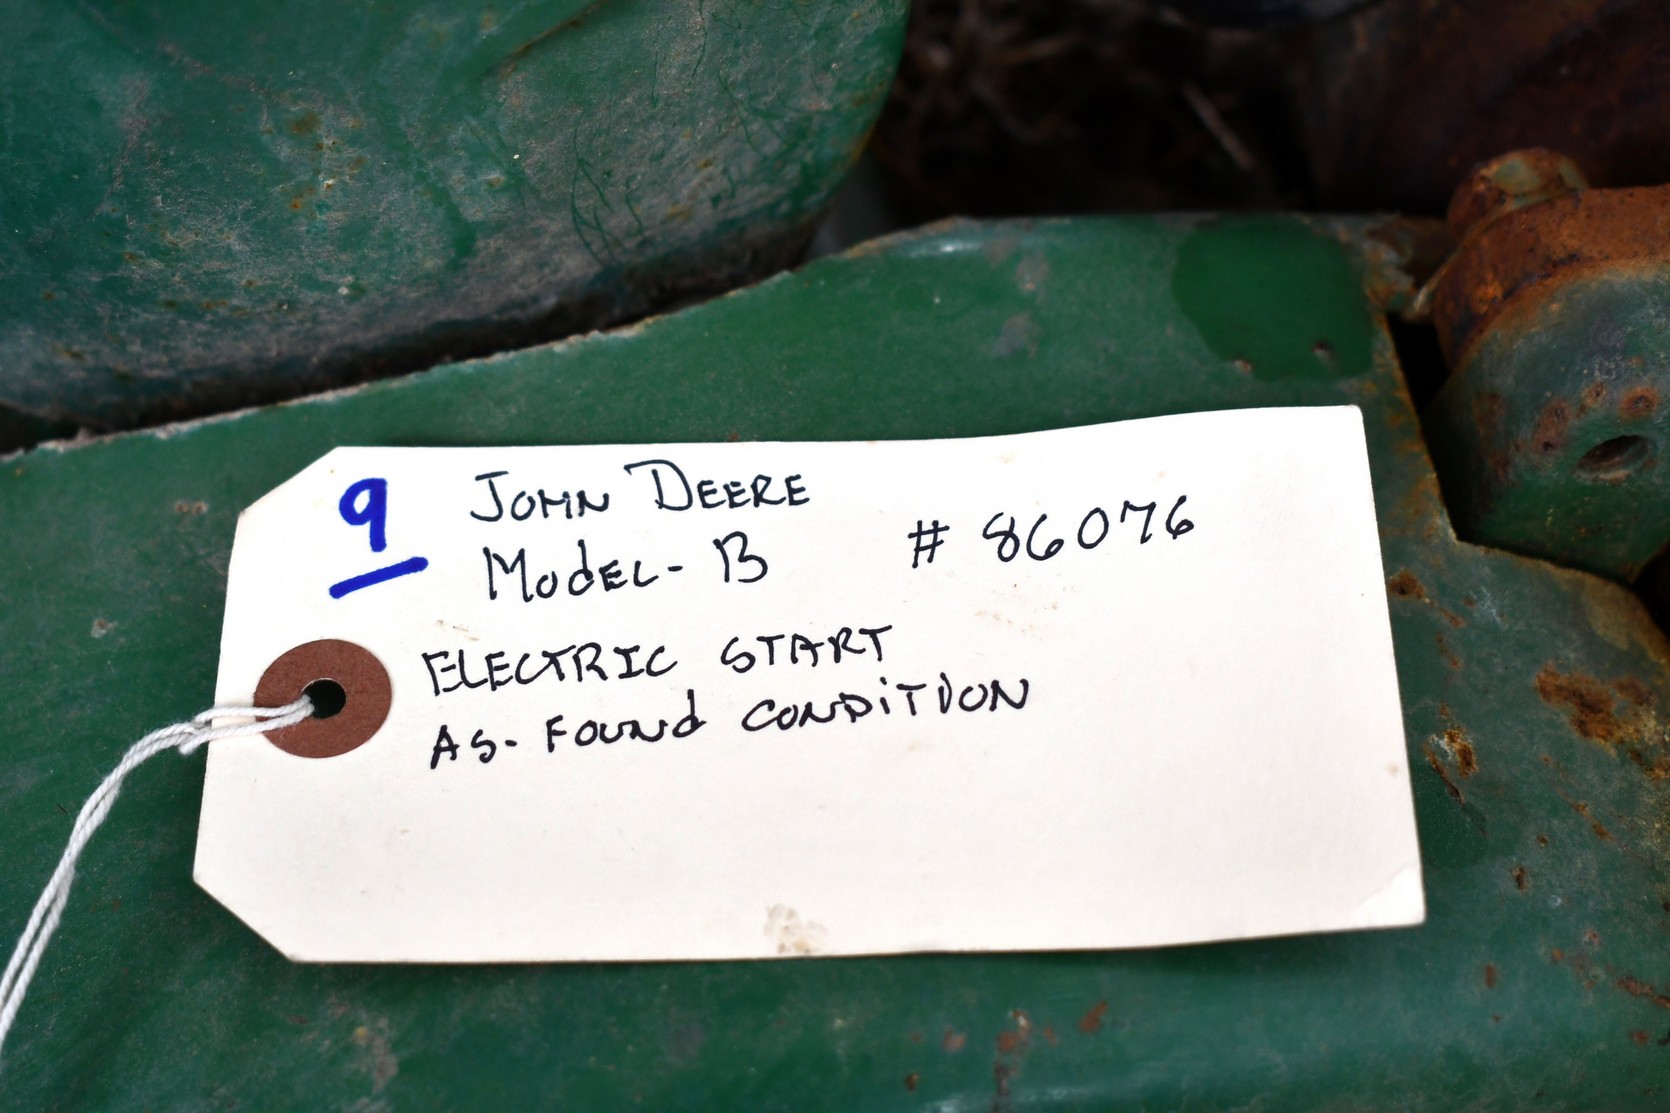 9
JOHN DEERE
MODEL-B # 86076
ELECTRIC START
AS-FOUND CONDITION